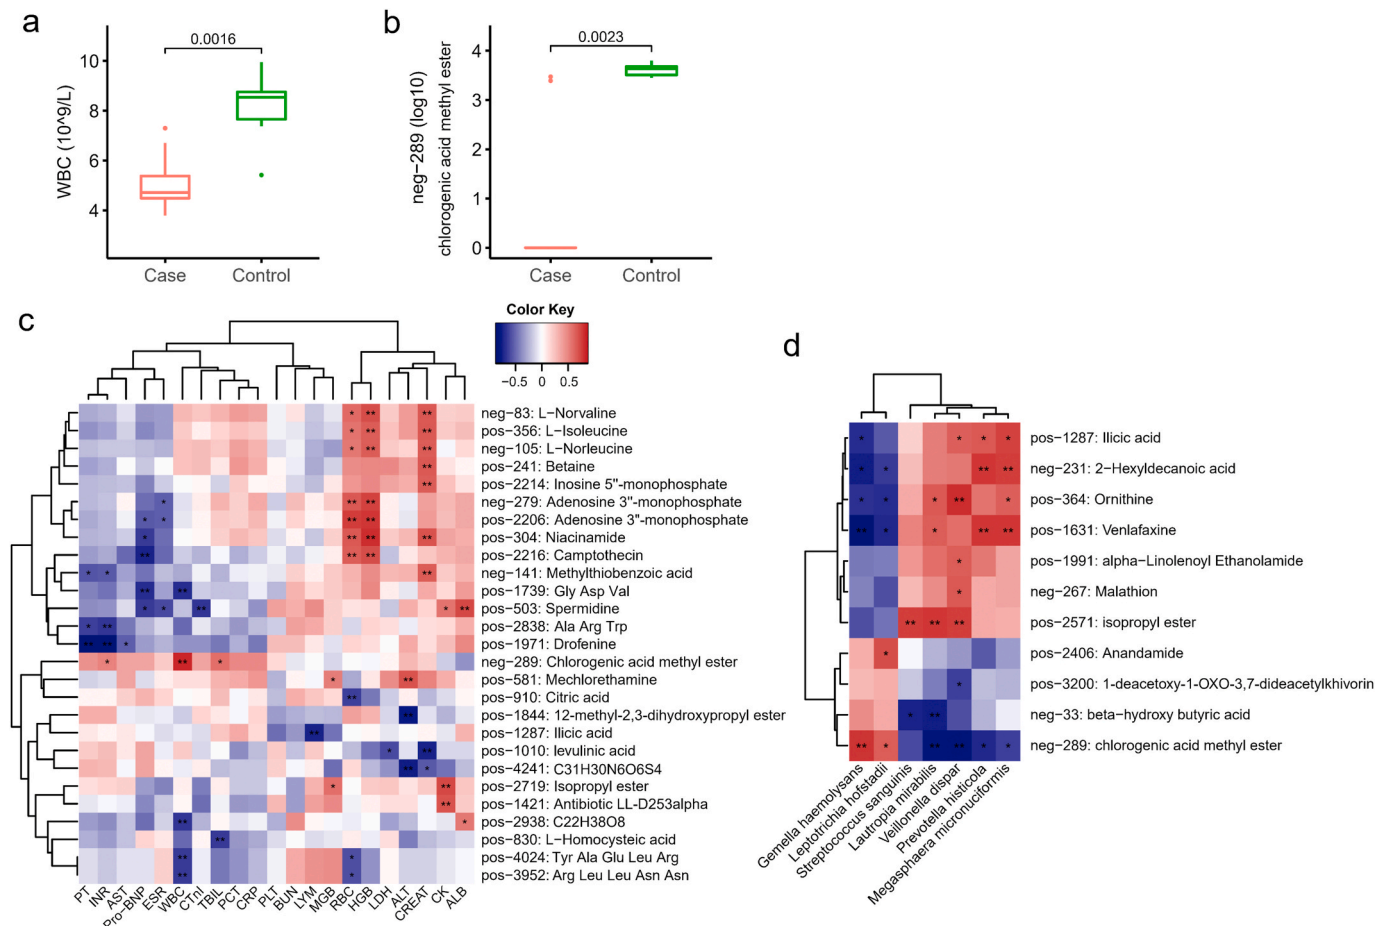 a
0.0016
WBC (10^9/L)
10
8
6
4
Case Control
b
0.0023
neg−289 (log10)
chlorogenic acid methyl ester
4
3
2
1
0
Case Control
c
Color Key
−0.5 0 0.5
neg−83: L−Norvaline
pos−356: L−Isoleucine
neg−105: L−Norleucine
pos−241: Betaine
pos−2214: Inosine 5''-monophosphate
neg−279: Adenosine 3''-monophosphate
pos−2206: Adenosine 3''-monophosphate
pos−304: Niacinamide
pos−2216: Camptothecin
neg−141: Methylthiobenzoic acid
pos−1739: Gly Asp Val
pos−503: Spermidine
pos−2838: Ala Arg Trp
pos−1971: Drofenine
neg−289: Chlorogenic acid methyl ester
pos−581: Mechlorethamine
pos−910: Citric acid
pos−1844: 12-methyl-2,3-dihydroxypropyl ester
pos−1287: Ilicic acid
pos−1010: levulinic acid
pos−4241: C31H30N6O6S4
pos−2719: Isopropyl ester
pos−1421: Antibiotic LL-D253alpha
pos−2938: C22H38O8
pos−830: L−Homocysteic acid
pos−4024: Tyr Ala Glu Leu Arg
pos−3952: Arg Leu Leu Asn Asn
PT INR AST Pro−BNP ESR WBC CTnI TBIL PCT CRP PLT BUN LYM MGB RBC HGB LDH ALT CREAT CK ALB
d
pos−1287: Ilicic acid
neg−231: 2−Hexyldecanoic acid
pos−364: Ornithine
pos−1631: Venlafaxine
pos−1991: alpha−Linolenoyl Ethanolamide
neg−267: Malathion
pos−2571: isopropyl ester
pos−2406: Anandamide
pos−3200: 1-deacetoxy-1-OXO-3,7-dideacetylkhivorin
neg−33: beta−hydroxy butyric acid
neg−289: chlorogenic acid methyl ester
Gemella haemolysans
Leptotrichia hofstadii
Streptococcus sanguinis
Lautropia mirabilis
Veillonella dispar
Prevotella histicola
Megasphaera micronuciformis